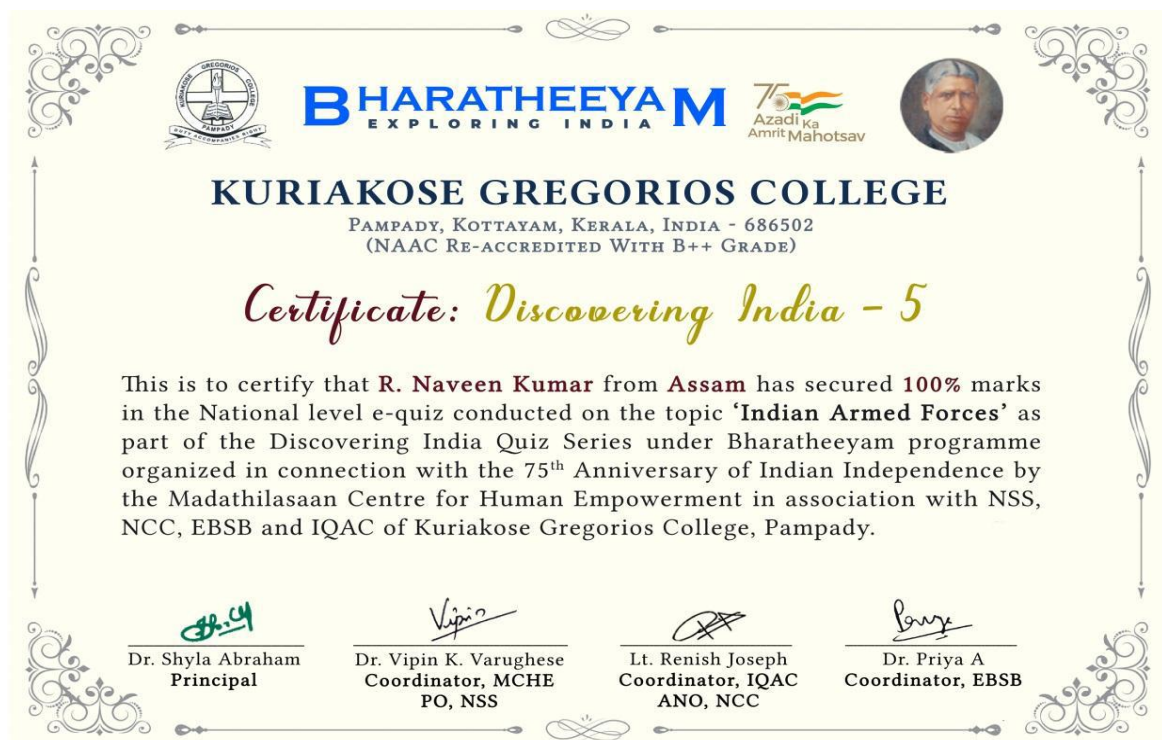 KURIAKOSE GREGORIOS COLLEGE
PAMPADY
DUTY ACCOMPANIES RIGHT
BHARATHEEYAM
EXPLORING INDIA
75
Azadi Ka
Amrit Mahotsav
KURIAKOSE GREGORIOS COLLEGE
PAMPADY, KOTTAYAM, KERALA, INDIA - 686502
(NAAC RE-ACCREDITED WITH B++ GRADE)
Certificate: Discovering India - 5
This is to certify that R. Naveen Kumar from Assam has secured 100% marks
in the National level e-quiz conducted on the topic ‘Indian Armed Forces’ as
part of the Discovering India Quiz Series under Bharatheeyam programme
organized in connection with the 75th Anniversary of Indian Independence by
the Madathilasaan Centre for Human Empowerment in association with NSS,
NCC, EBSB and IQAC of Kuriakose Gregorios College, Pampady.
Vipin
Dr. Shyla Abraham
Principal
Dr. Vipin K. Varughese
Coordinator, MCHE
PO, NSS
Lt. Renish Joseph
Coordinator, IQAC
ANO, NCC
Dr. Priya A
Coordinator, EBSB